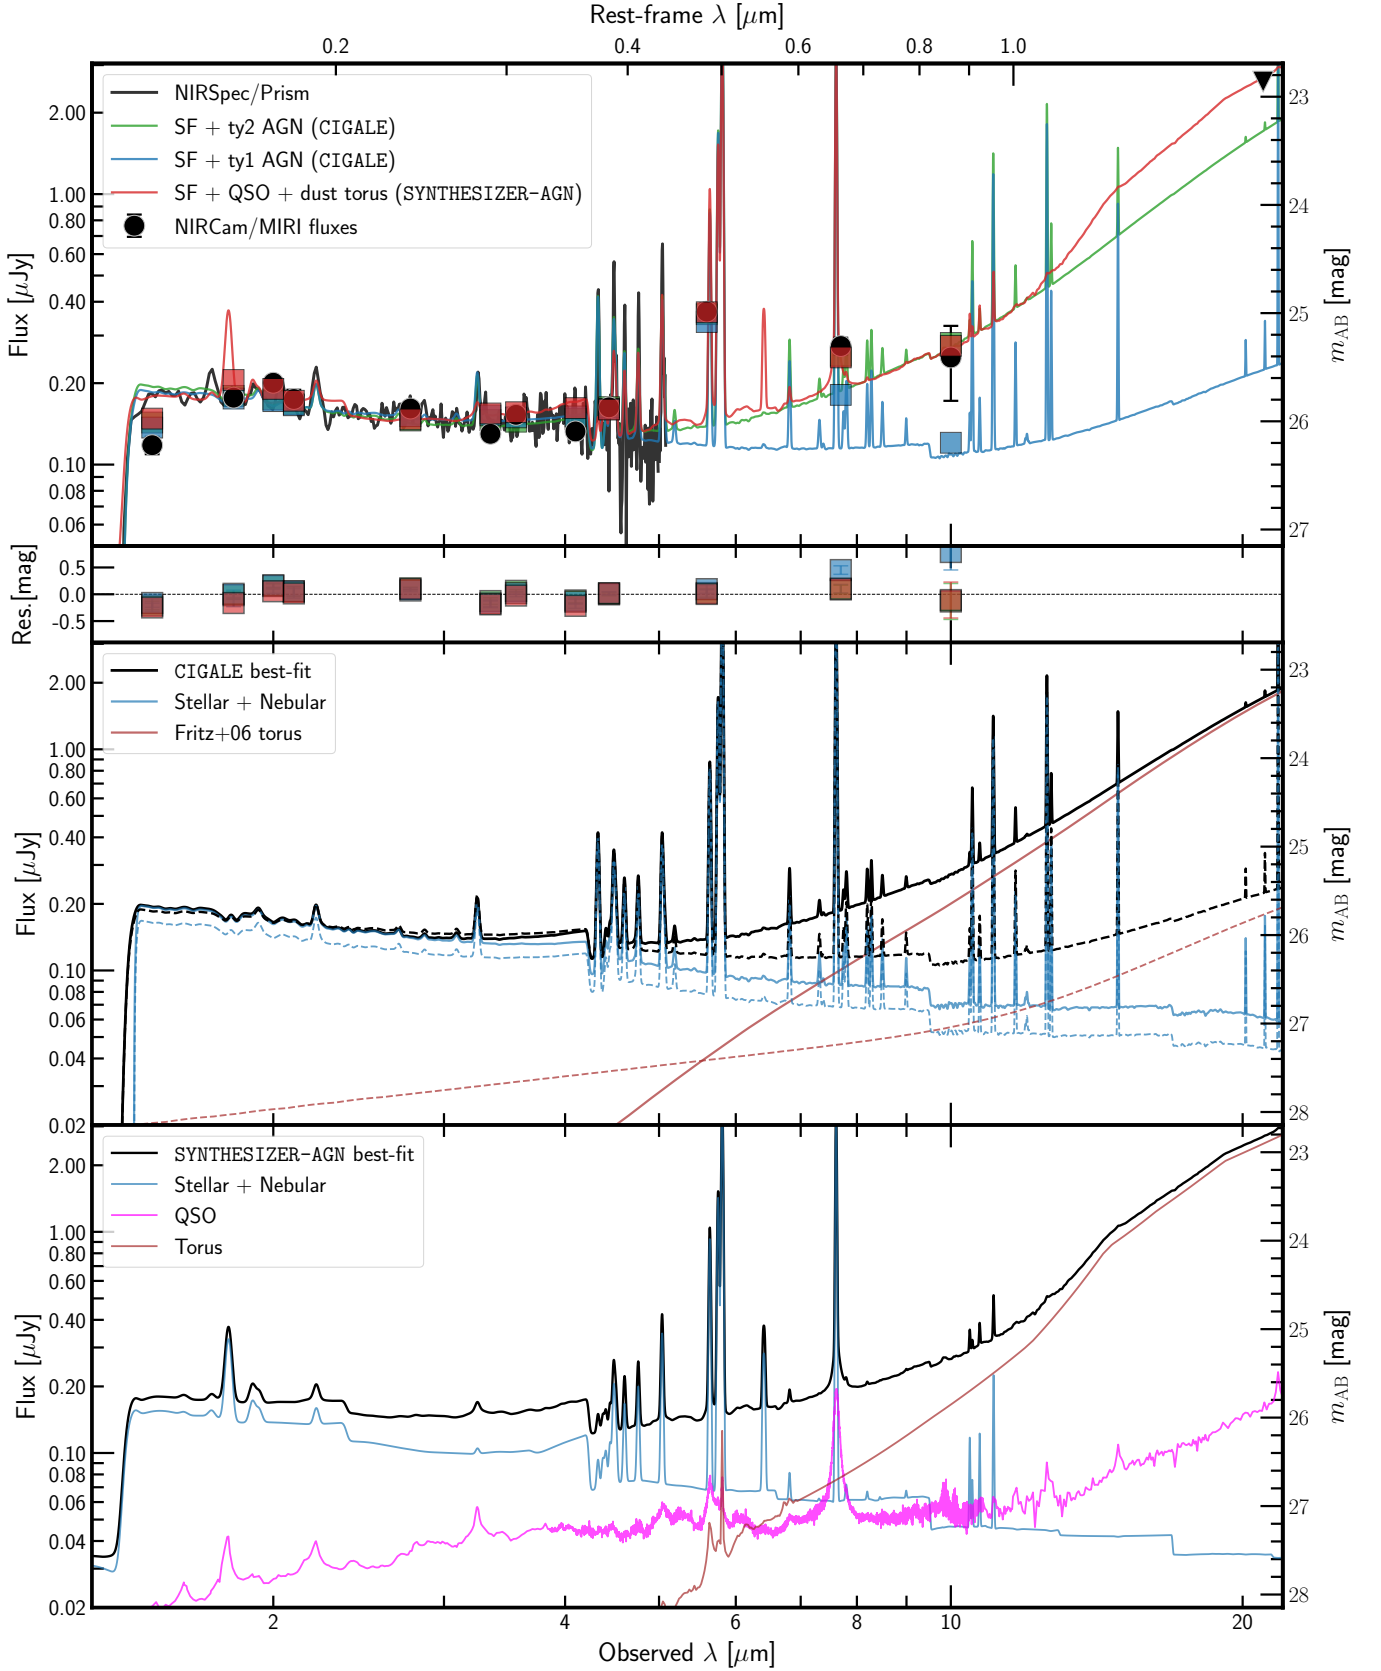 Rest-frame λ [μm]
0.2 0.4 0.6 0.8 1.0
NIRSpec/Prism
SF + ty2 AGN (CIGALE)
SF + ty1 AGN (CIGALE)
SF + QSO + dust torus (SYNTHESIZER-AGN)
NIRCam/MIRI fluxes
Flux [μJy]
2.00
1.00
0.80
0.60
0.40
0.20
0.10
0.08
0.06
23
24
25
26
27
m_AB [mag]
Res.[mag]
0.5
0.0
-0.5
CIGALE best-fit
Stellar + Nebular
Fritz+06 torus
Flux [μJy]
2.00
1.00
0.80
0.60
0.40
0.20
0.10
0.08
0.06
0.04
0.02
23
24
25
26
27
28
m_AB [mag]
SYNTHESIZER-AGN best-fit
Stellar + Nebular
QSO
Torus
Flux [μJy]
2.00
1.00
0.80
0.60
0.40
0.20
0.10
0.08
0.06
0.04
0.02
23
24
25
26
27
28
m_AB [mag]
2 4 6 8 10 20
Observed λ [μm]